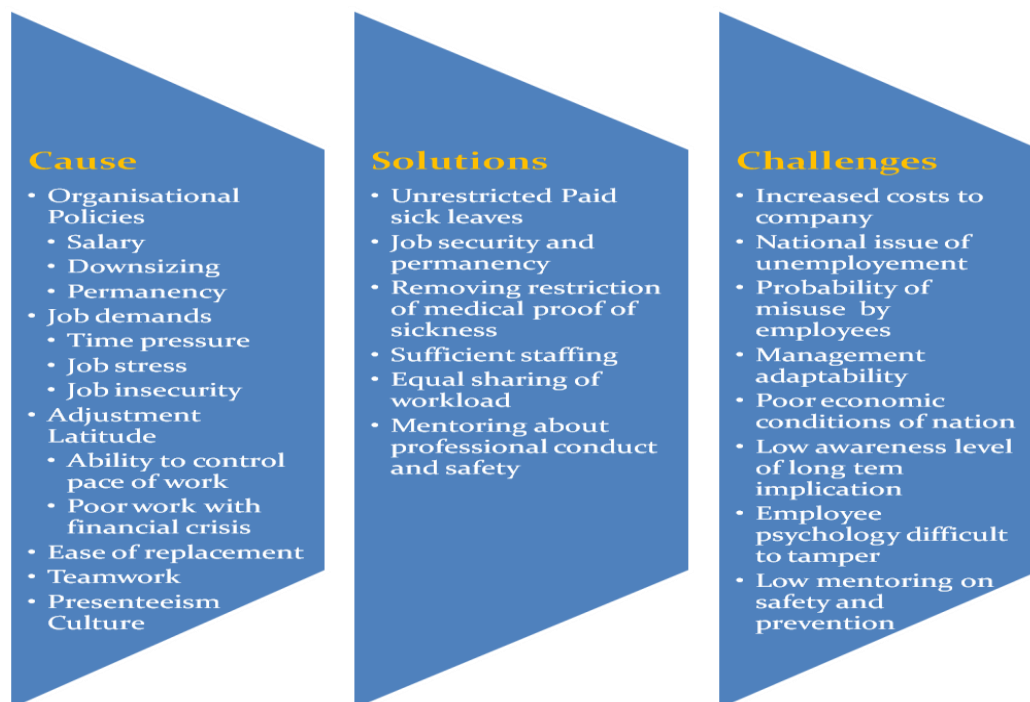 Cause
• Organisational
Policies
• Salary
• Downsizing
• Permanency
• Job demands
• Time pressure
• Job stress
• Job insecurity
• Adjustment
Latitude
• Ability to control
pace of work
• Poor work with
financial crisis
• Ease of replacement
• Teamwork
• Presenteeism
Culture
Solutions
• Unrestricted Paid
sick leaves
• Job security and
permanency
• Removing restriction
of medical proof of
sickness
• Sufficient staffing
• Equal sharing of
workload
• Mentoring about
professional conduct
and safety
Challenges
• Increased costs to
company
• National issue of
unemployement
• Probability of
misuse by
employees
• Management
adaptability
• Poor economic
conditions of nation
• Low awareness level
of long tem
implication
• Employee
psychology difficult
to tamper
• Low mentoring on
safety and
prevention